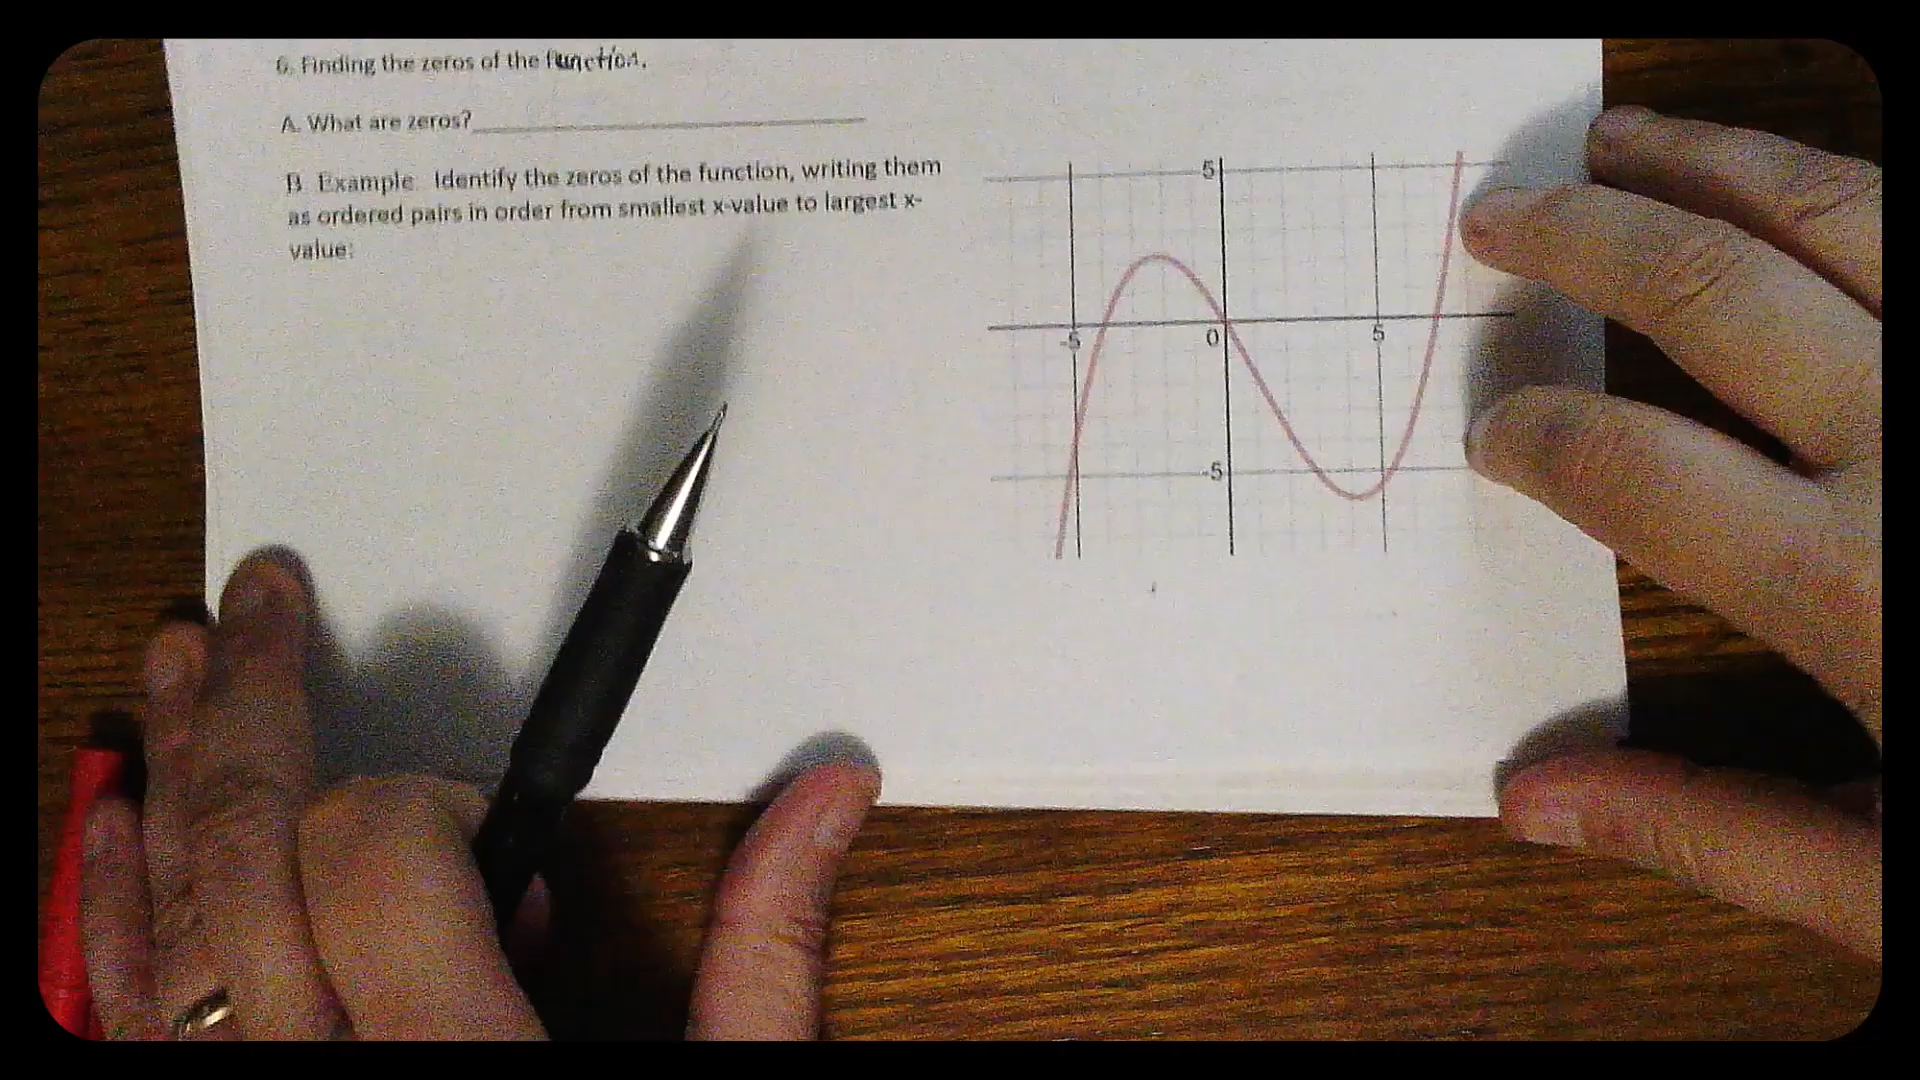 6. Finding the zeros of the function.
A. What are zeros?
B. Example: Identify the zeros of the function, writing them
as ordered pairs in order from smallest x-value to largest x-
value:
5
-5
0
5
-5